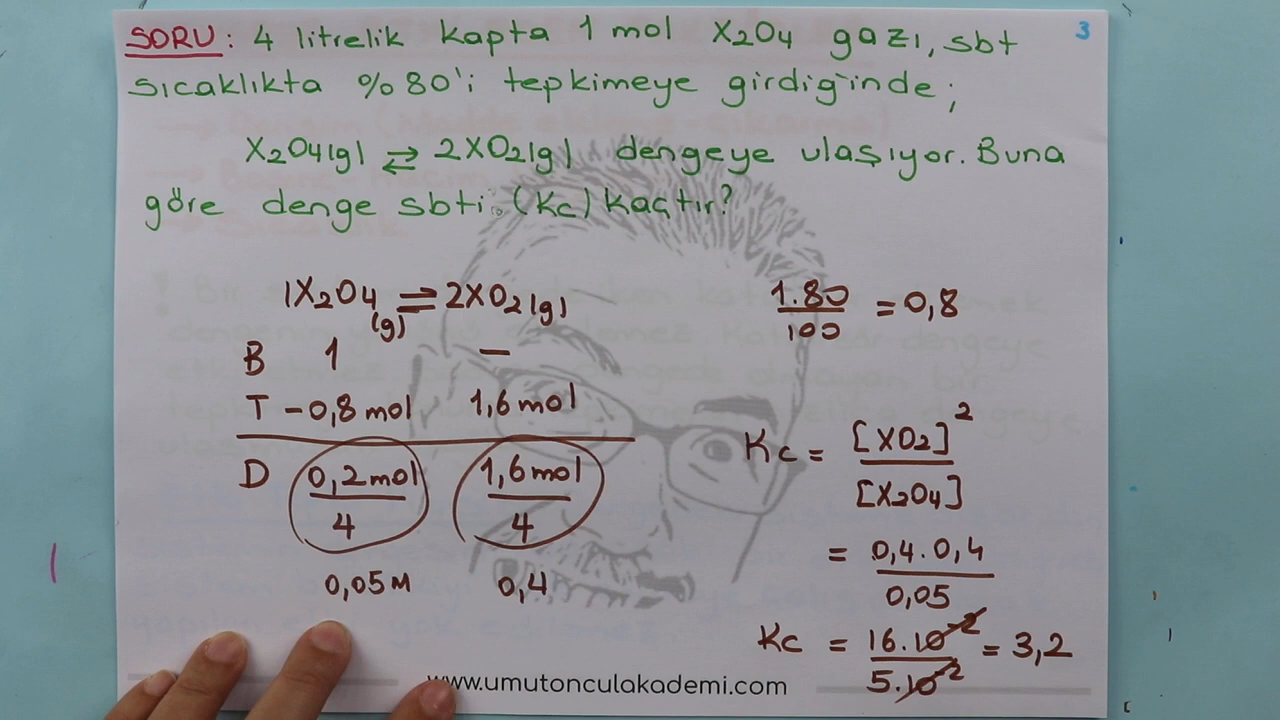 3
SORU: 4 litrelik kapta 1 mol X₂O₄ gazı, sbt
sıcaklıkta %80'i tepkimeye girdiğinde;
X₂O₄(g) ⇄ 2XO₂(g) dengeye ulaşıyor. Buna
göre denge sbti (Kc) kaçtır?
1X₂O₄(g) ⇌ 2XO₂(g)
B 1 —
T -0,8 mol 1,6 mol
D 0,2 mol/4 1,6 mol/4
0,05 M 0,4
1.80/100 = 0,8
Kc = [XO₂]²/[X₂O₄]
= 0,4.0,4/0,05
Kc = 16.10⁻²/5.10⁻² = 3,2
www.umutonculakademi.com